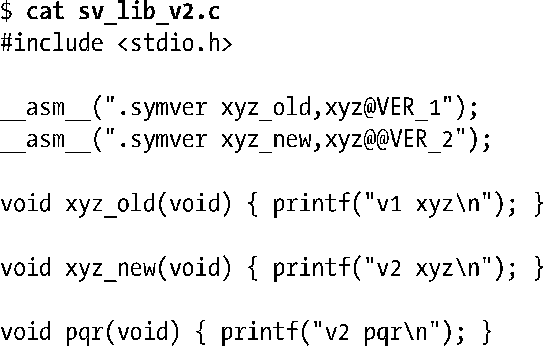 $ cat sv_lib_v2.c
#include <stdio.h>
__asm__(".symver xyz_old,xyz@VER_1");
__asm__(".symver xyz_new,xyz@@VER_2");
void xyz_old(void) { printf("v1 xyz\n"); }
void xyz_new(void) { printf("v2 xyz\n"); }
void pqr(void) { printf("v2 pqr\n"); }